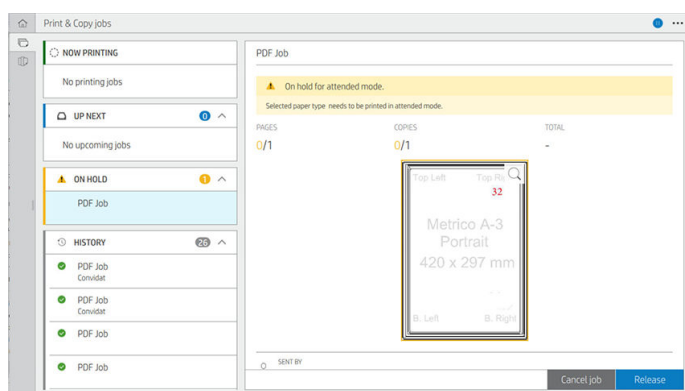 Print & Copy jobs
0
NOW PRINTING
No printing jobs
UP NEXT
0
No upcoming jobs
ON HOLD
1
PDF Job
HISTORY
26
PDF Job
Convidat
PDF Job
Convidat
PDF Job
PDF Job
PDF Job
On hold for attended mode.
Selected paper type needs to be printed in attended mode.
PAGES
COPIES
TOTAL
0/1
0/1
-
Top Left
Top Ri
32
Metrico A-3
Portrait
420 x 297 mm
B. Left
B. Right
SENT BY
Cancel job
Release